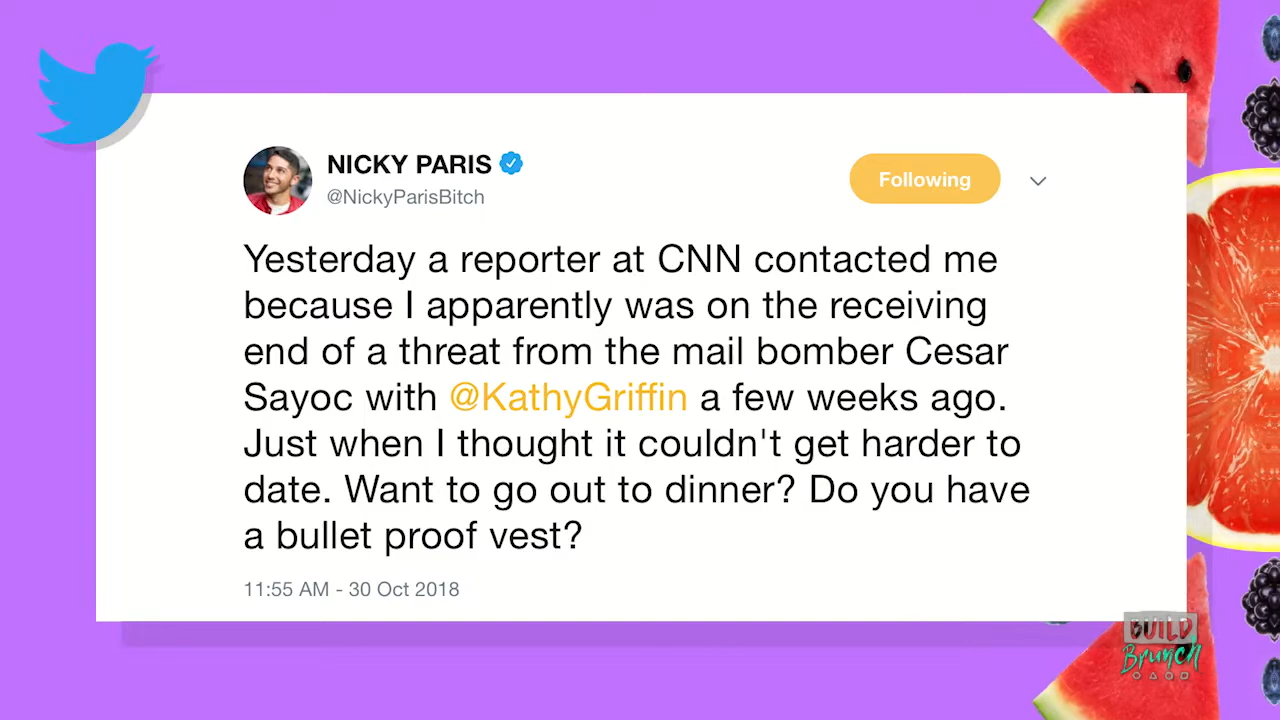 NICKY PARIS
@NickyParisBitch
Following
Yesterday a reporter at CNN contacted me
because I apparently was on the receiving
end of a threat from the mail bomber Cesar
Sayoc with @KathyGriffin a few weeks ago.
Just when I thought it couldn't get harder to
date. Want to go out to dinner? Do you have
a bullet proof vest?
11:55 AM - 30 Oct 2018
BUILD
Brunch